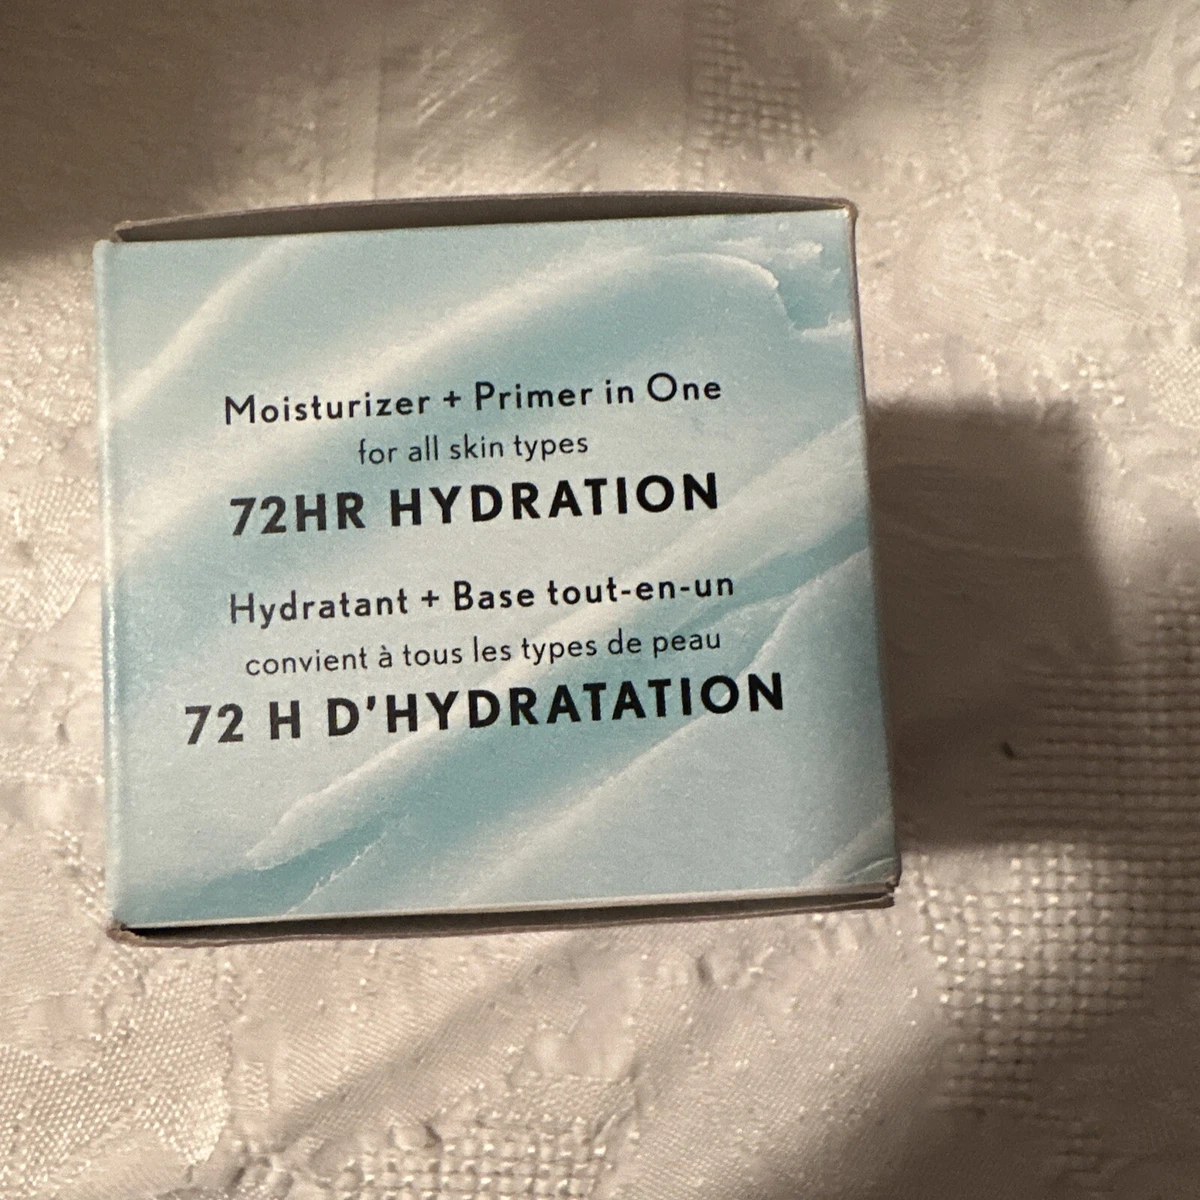 Moisturizer + Primer in One
for all skin types
72HR HYDRATION
Hydratant + Base tout-en-un
convient à tous les types de peau
72 H D'HYDRATATION